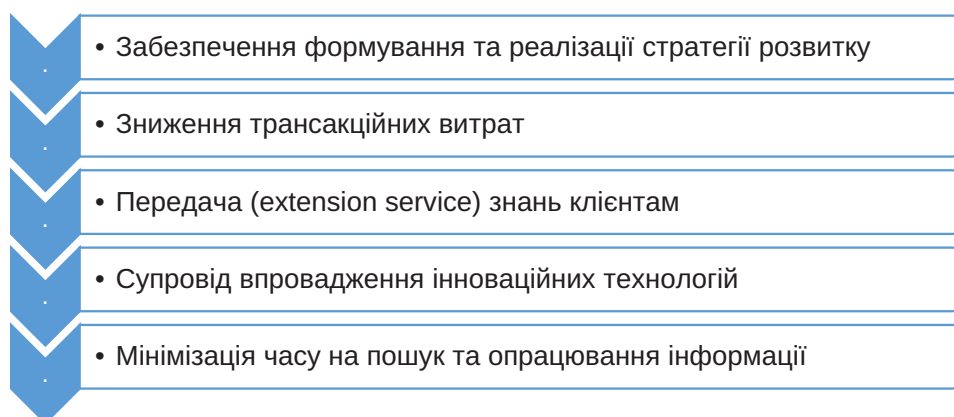 • Забезпечення формування та реалізації стратегії розвитку
• Зниження трансакційних витрат
• Передача (extension service) знань клієнтам
• Супровід впровадження інноваційних технологій
• Мінімізація часу на пошук та опрацювання інформації